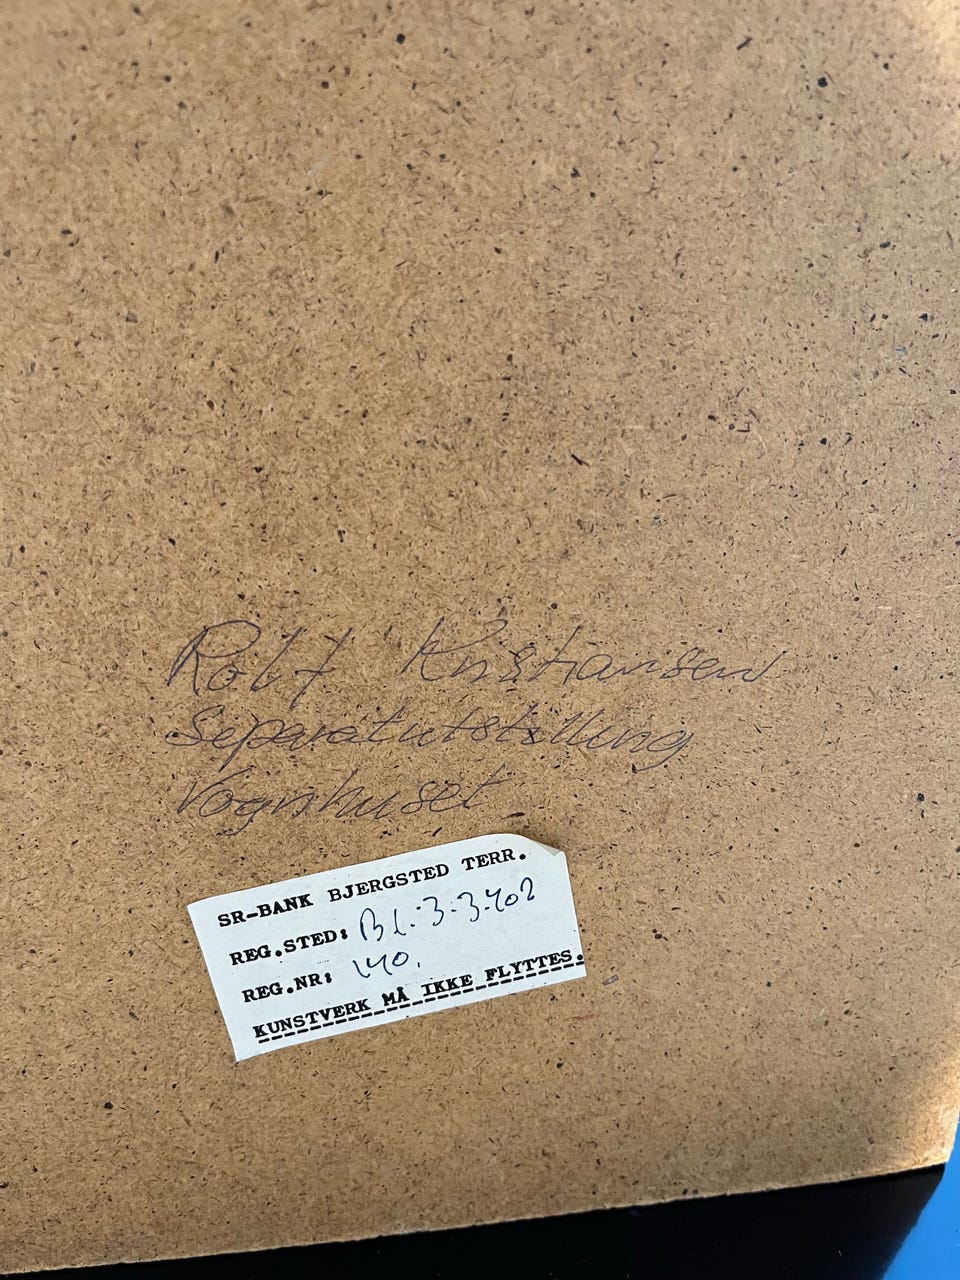 Rolf Kristiansen
Separatutstilling
Vognhuset
SR-BANK BJERGSTED TERR.
REG.STED: BL:3:3.402
REG.NR: 140.
KUNSTVERK MÅ IKKE FLYTTES.